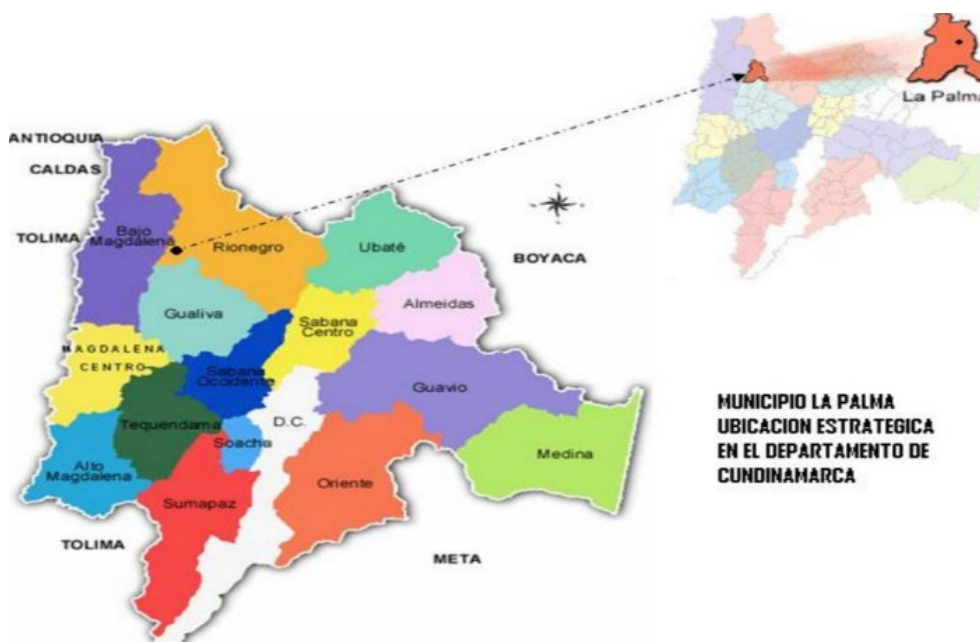 La Palma
ANTIOQUIA
CALDAS
TOLIMA
Bajo
Magdalena
Rionegro
Ubaté
BOYACA
Gualiva
Sabana
Centro
Almeidas
MAGDALENA
CENTRO
Sabana
Occidente
Guavio
D.C.
Tequendama
Soacha
Alto
Magdalena
Medina
Oriente
Sumapaz
TOLIMA
META
MUNICIPIO LA PALMA
UBICACION ESTRATEGICA
EN EL DEPARTAMENTO DE
CUNDINAMARCA